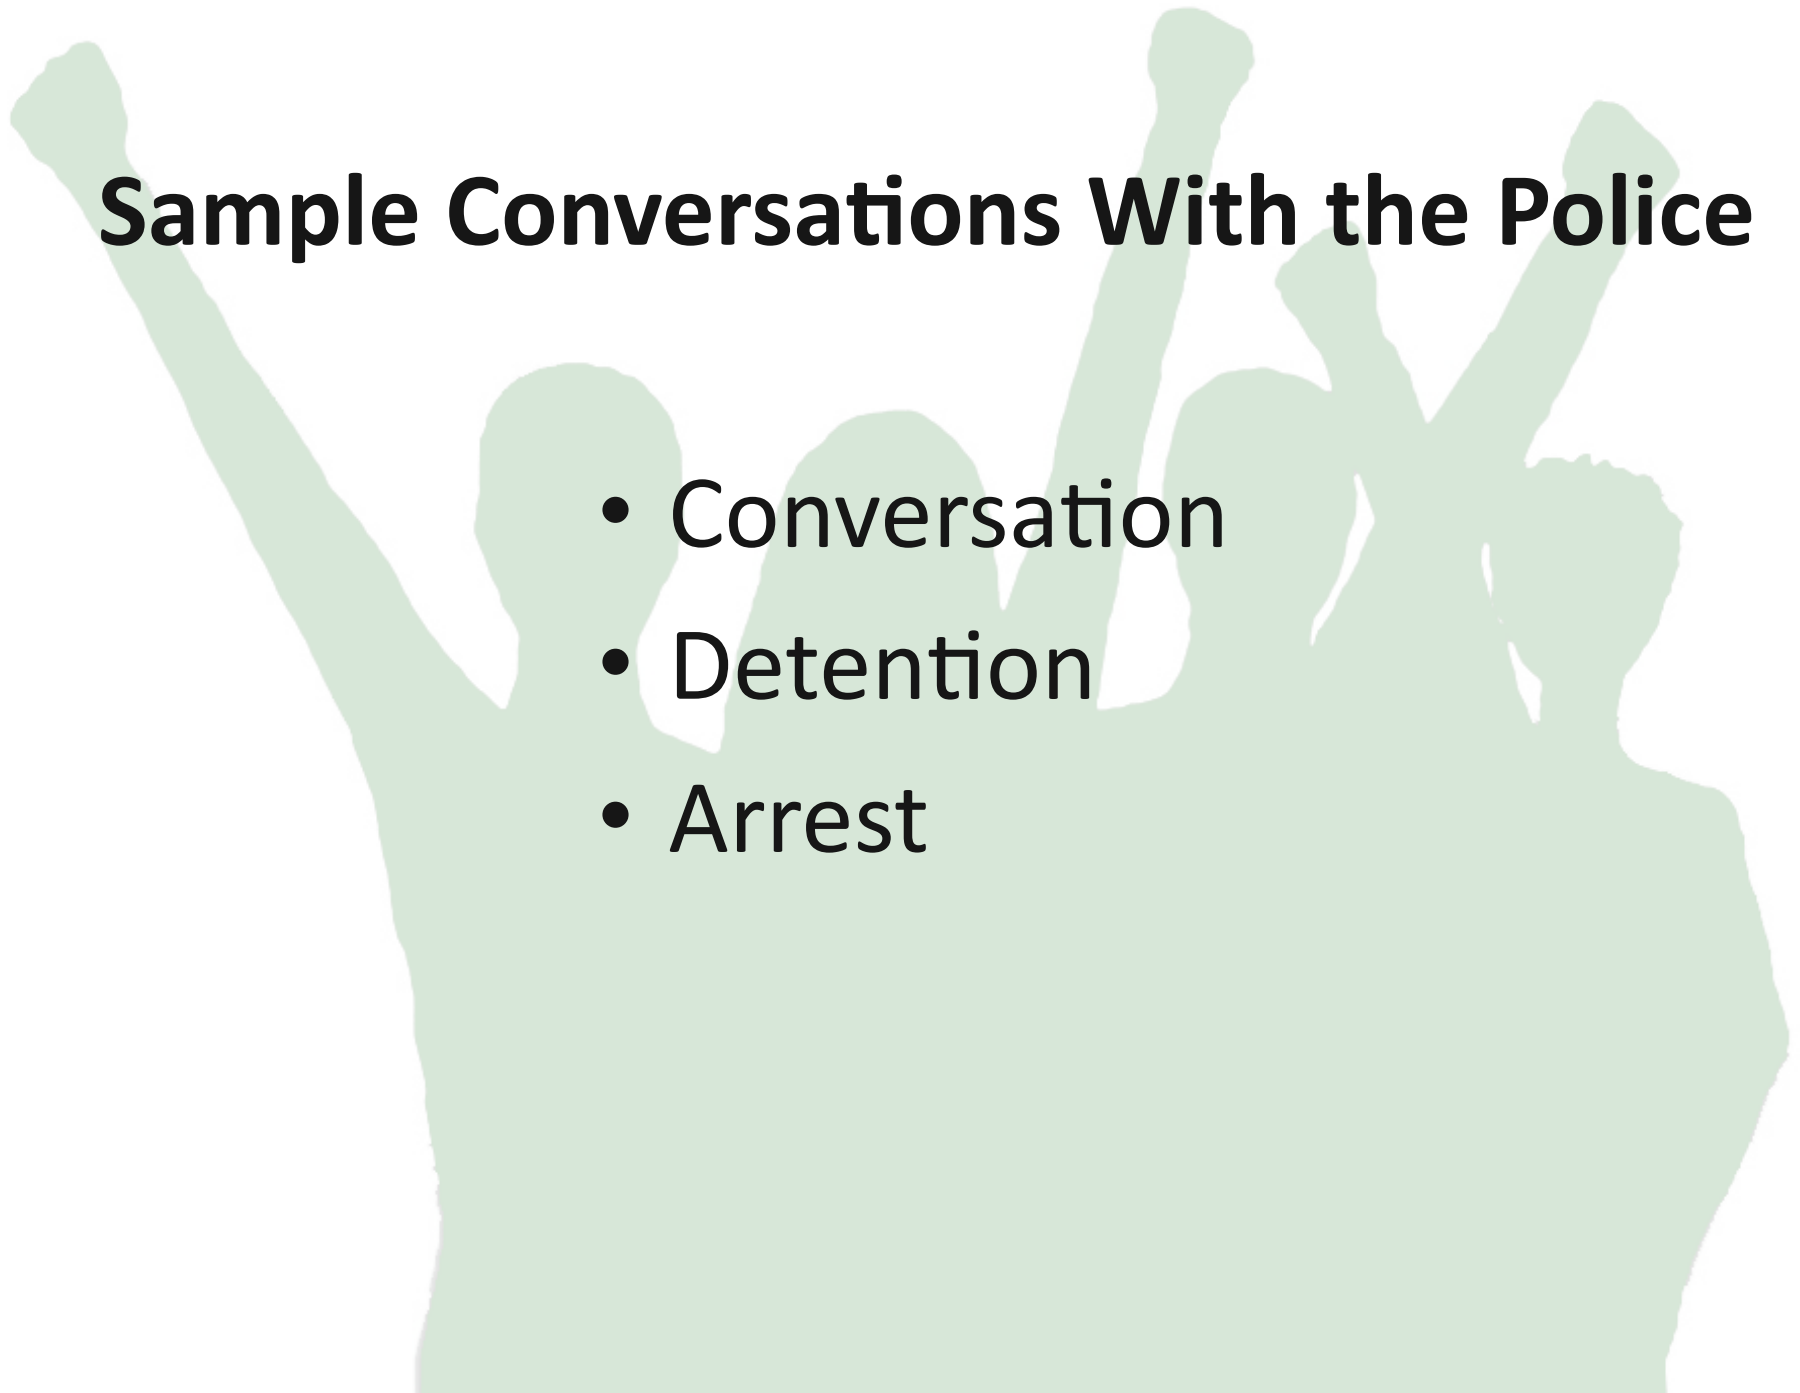 Sample Conversations With the Police
• Conversation
• Detention
• Arrest